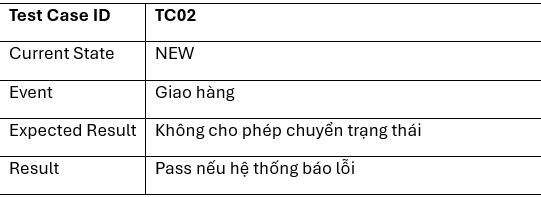 Test Case ID TC02
Current State NEW
Event Giao hàng
Expected Result Không cho phép chuyển trạng thái
Result Pass nếu hệ thống báo lỗi